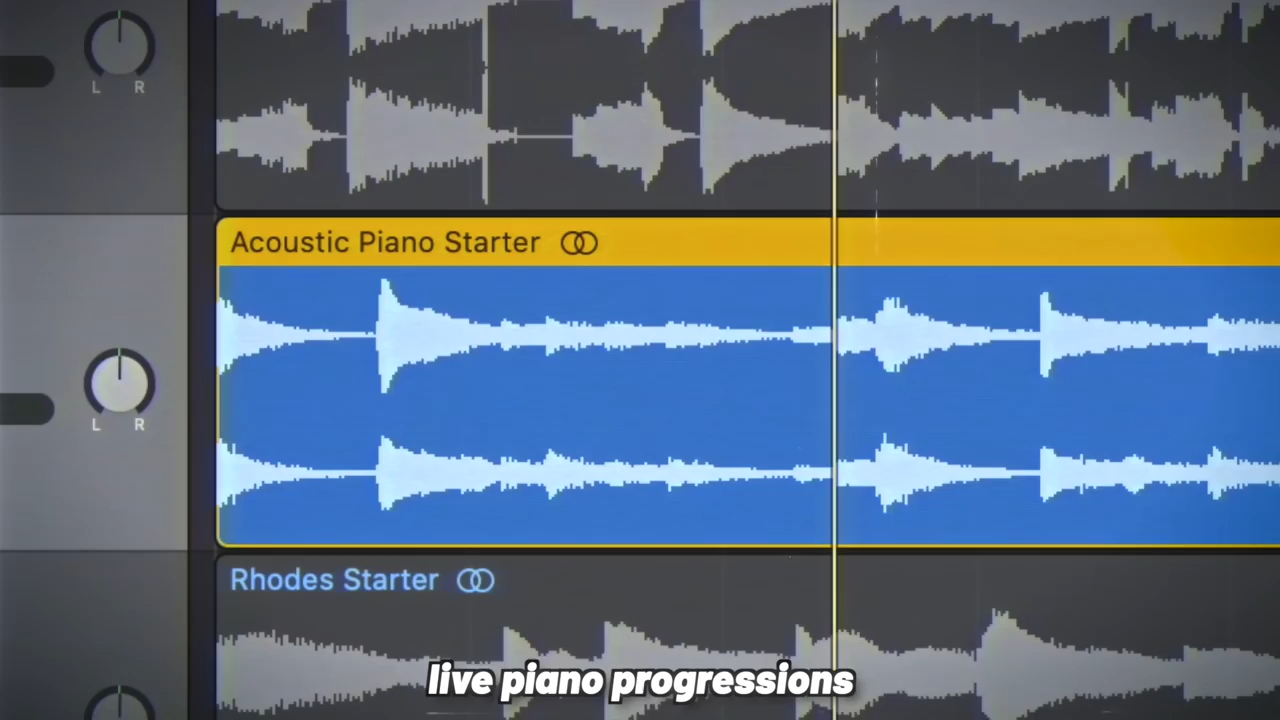 L R
Acoustic Piano Starter
L R
Rhodes Starter
live piano progressions